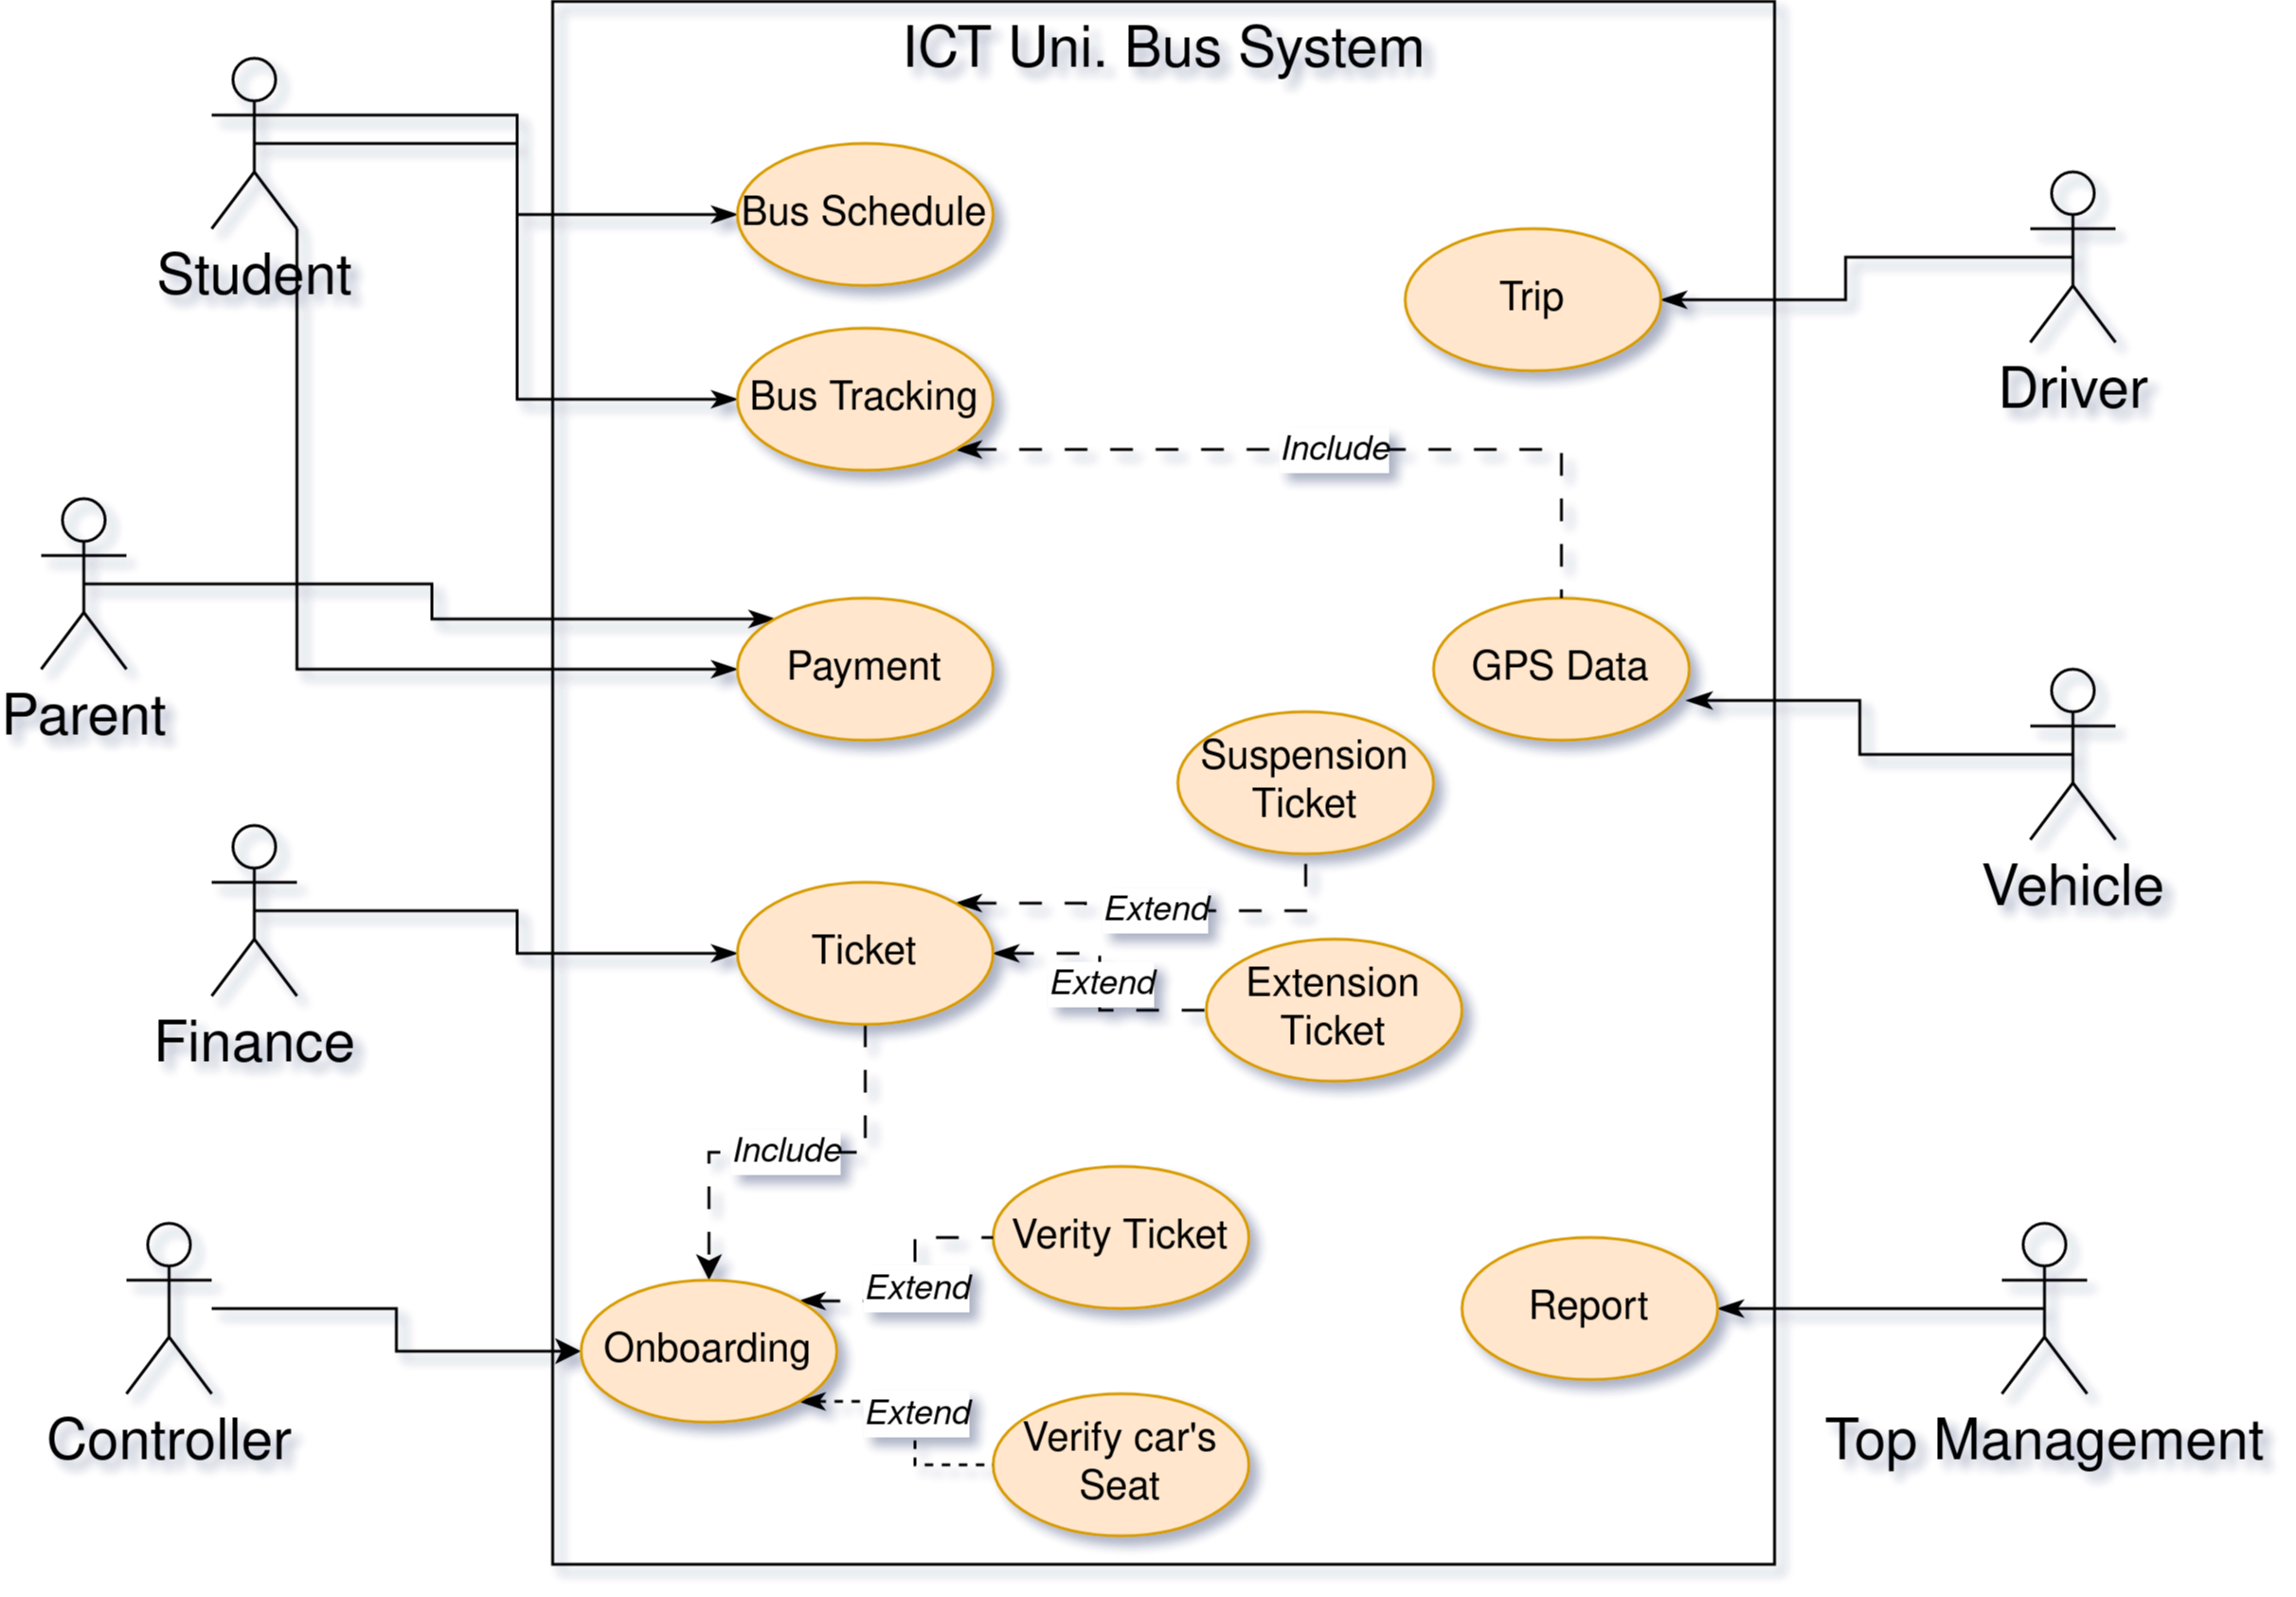 ICT Uni. Bus System
Student
Bus Schedule
Trip
Driver
Bus Tracking
Include
Parent
Payment
GPS Data
Suspension
Ticket
Vehicle
Extend
Finance
Ticket
Extend
Extension
Ticket
Include
Verity Ticket
Extend
Controller
Onboarding
Report
Top Management
Extend
Verify car's
Seat